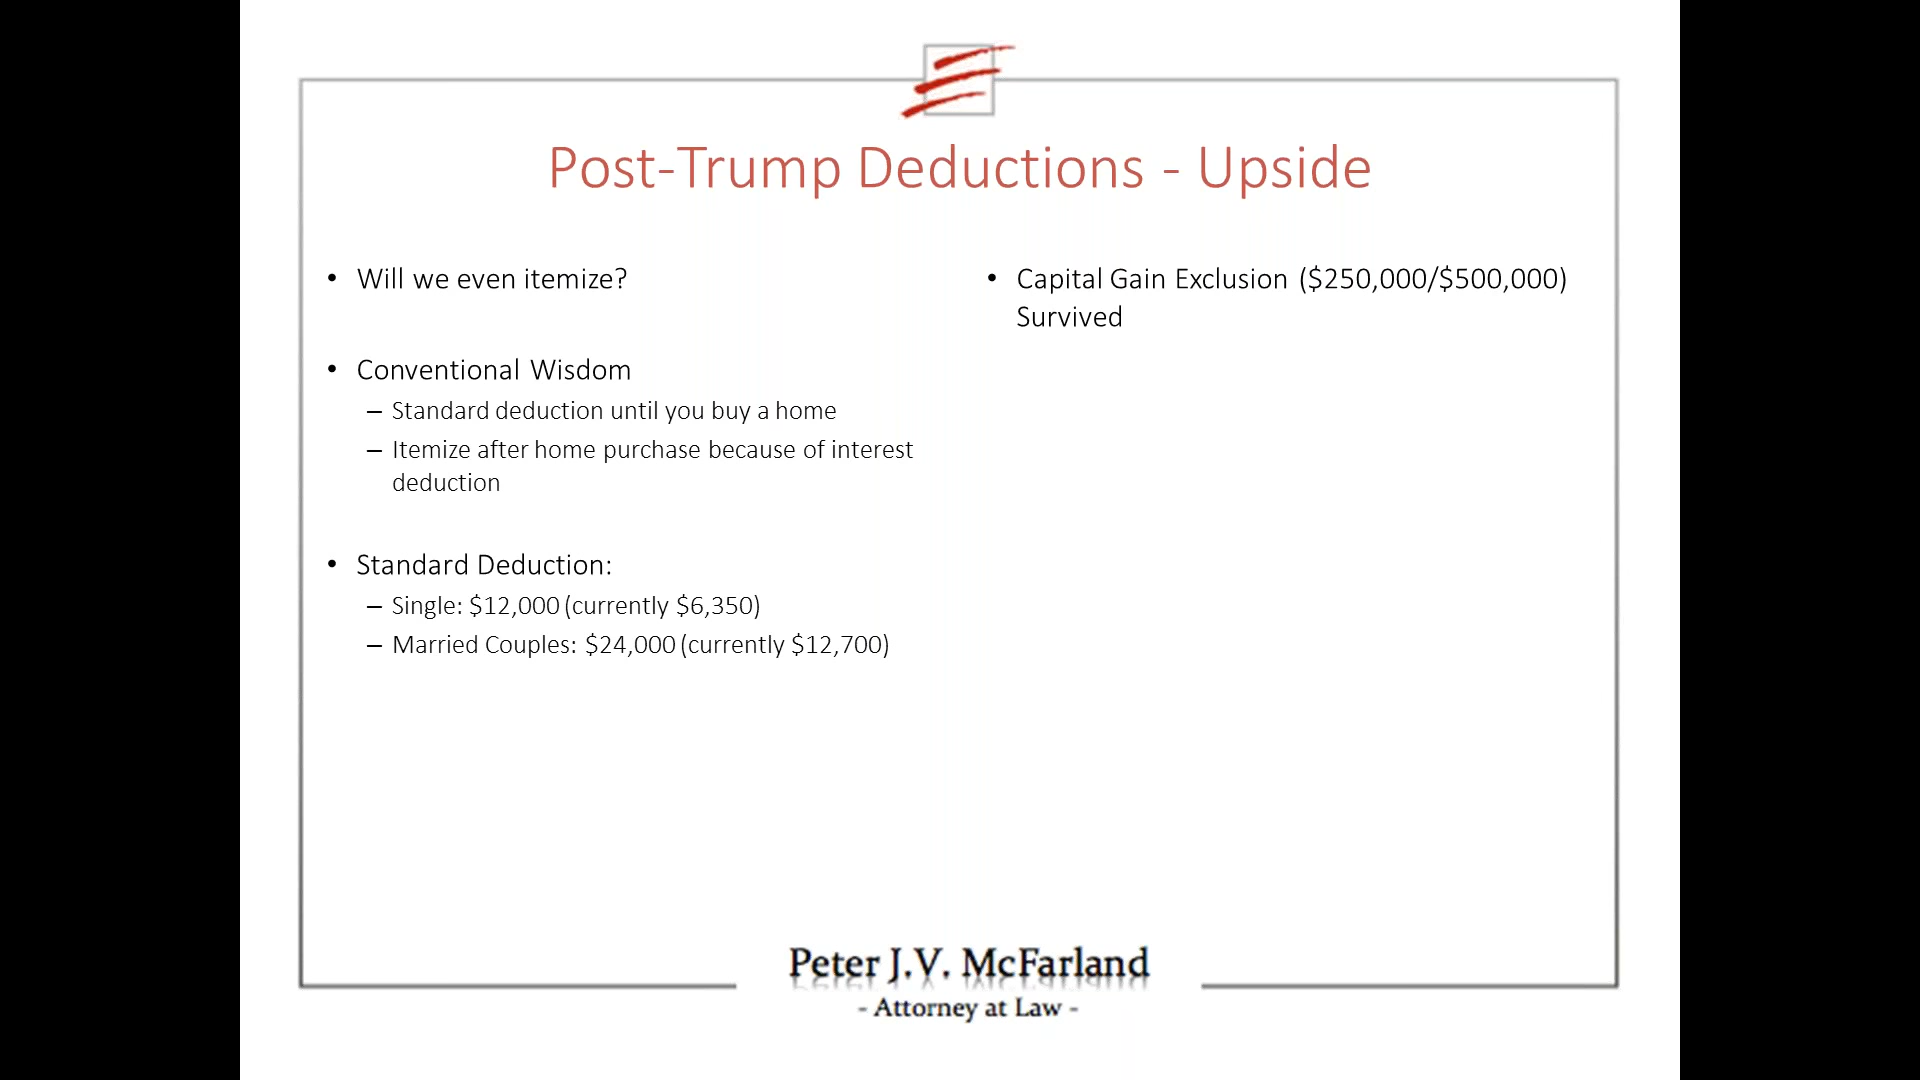 Post-Trump Deductions - Upside
• Will we even itemize?
• Conventional Wisdom
– Standard deduction until you buy a home
– Itemize after home purchase because of interest
deduction
• Standard Deduction:
– Single: $12,000 (currently $6,350)
– Married Couples: $24,000 (currently $12,700)
• Capital Gain Exclusion ($250,000/$500,000)
Survived
Peter J.V. McFarland
- Attorney at Law -